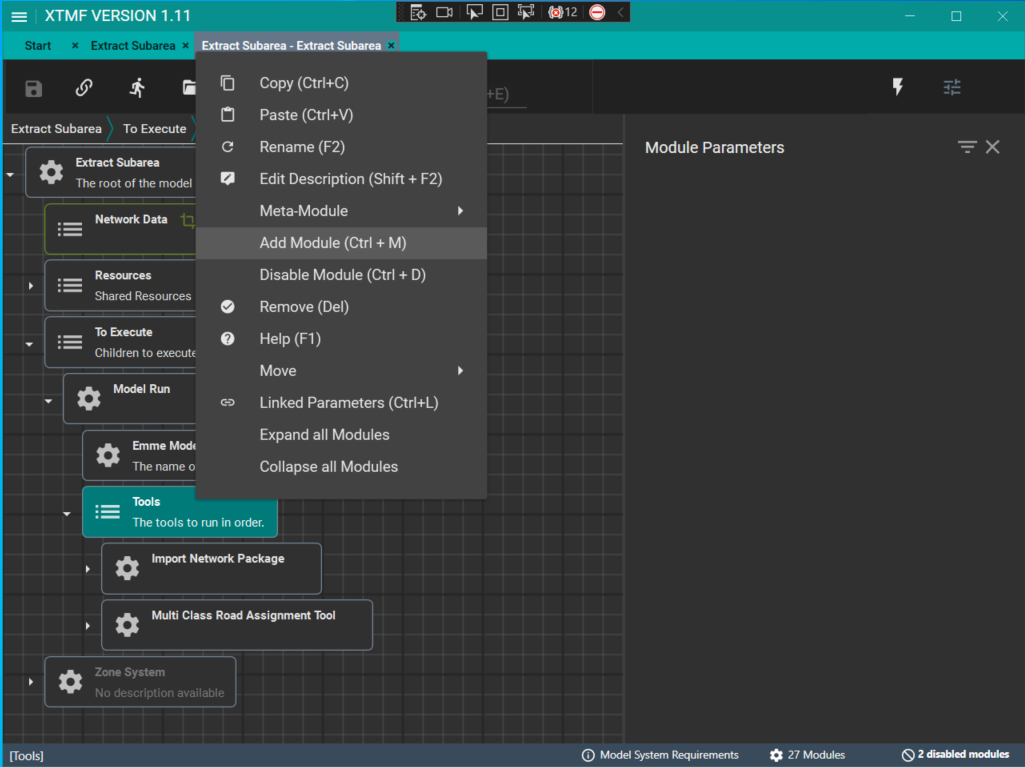 XTMF VERSION 1.11
12
Start
Extract Subarea
Extract Subarea - Extract Subarea
+E)
Extract Subarea
To Execute
Module Parameters
Copy (Ctrl+C)
Paste (Ctrl+V)
Rename (F2)
Edit Description (Shift + F2)
Meta-Module
Add Module (Ctrl + M)
Disable Module (Ctrl + D)
Remove (Del)
Help (F1)
Move
Linked Parameters (Ctrl+L)
Expand all Modules
Collapse all Modules
Extract Subarea
The root of the model
Network Data
Resources
Shared Resources
To Execute
Children to execute
Model Run
Emme Mode
The name o
Tools
The tools to run in order.
Import Network Package
Multi Class Road Assignment Tool
Zone System
No description available
[Tools]
Model System Requirements
27 Modules
2 disabled modules